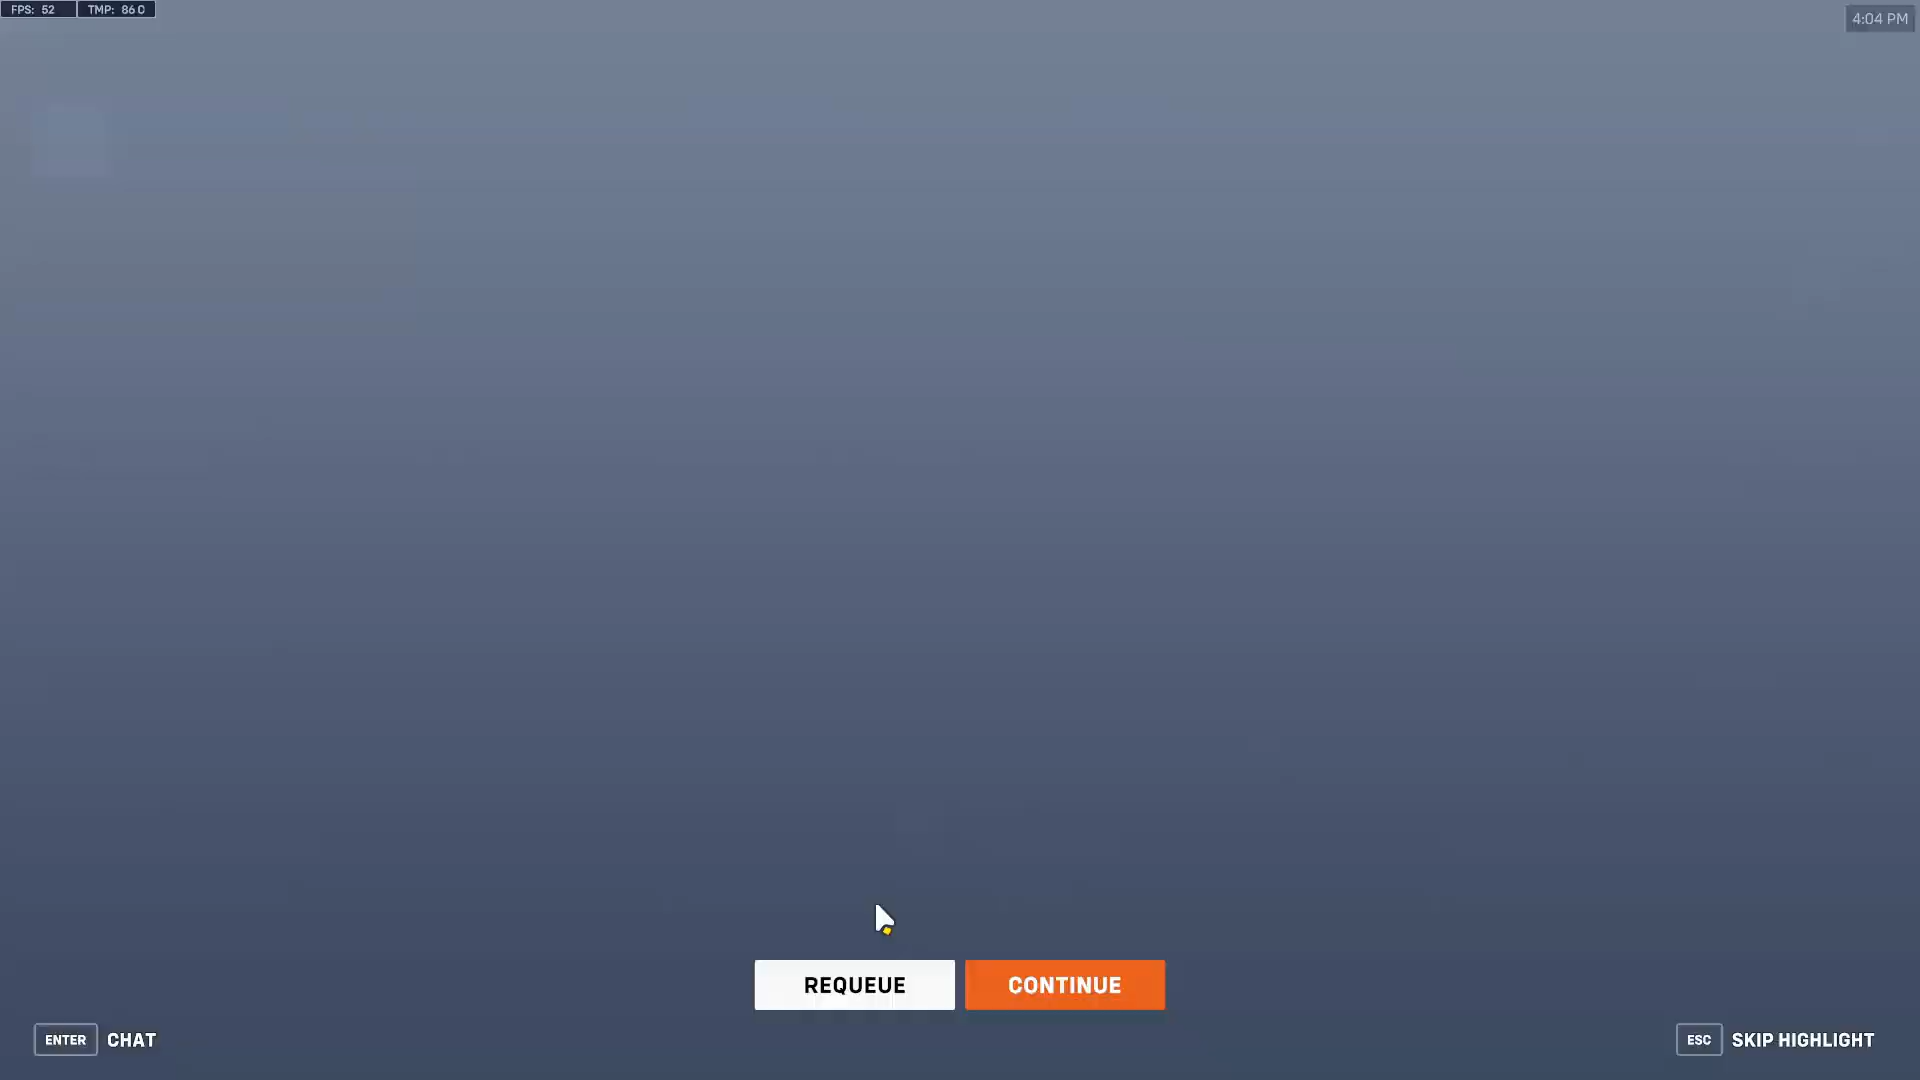 FPS: 52
TMP: 86 C
4:04 PM
REQUEUE
CONTINUE
ENTER CHAT
ESC SKIP HIGHLIGHT